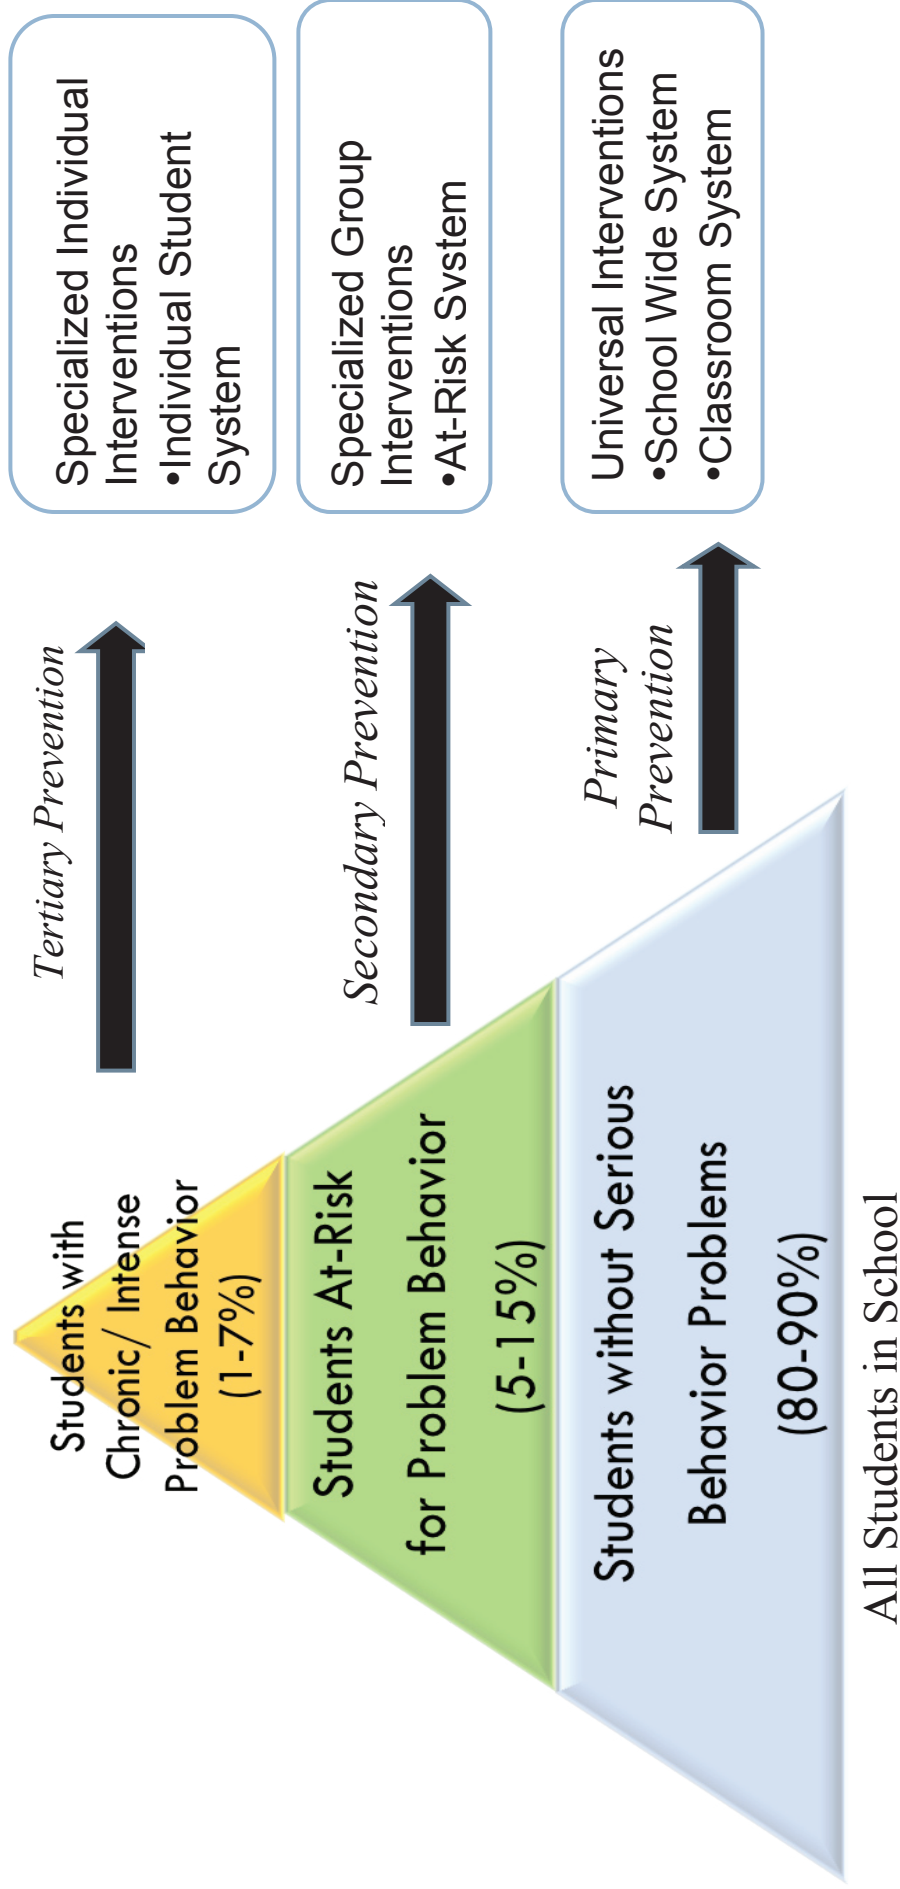 Students with
Chronic/ Intense
Problem Behavior
(1-7%)
Tertiary Prevention
Specialized Individual
Interventions
•Individual Student
System
Students At-Risk
for Problem Behavior
(5-15%)
Secondary Prevention
Specialized Group
Interventions
•At-Risk System
Students without Serious
Behavior Problems
(80-90%)
Primary
Prevention
Universal Interventions
•School Wide System
•Classroom System
All Students in School